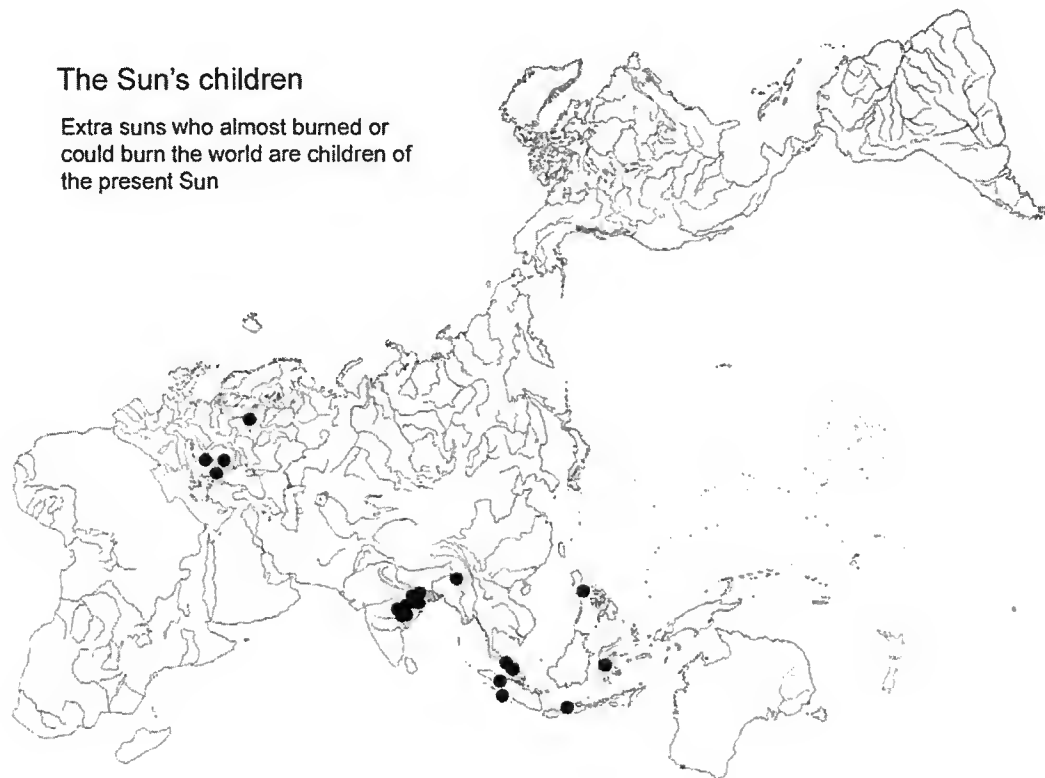 The Sun's children
Extra suns who almost burned or
could burn the world are children of
the present Sun